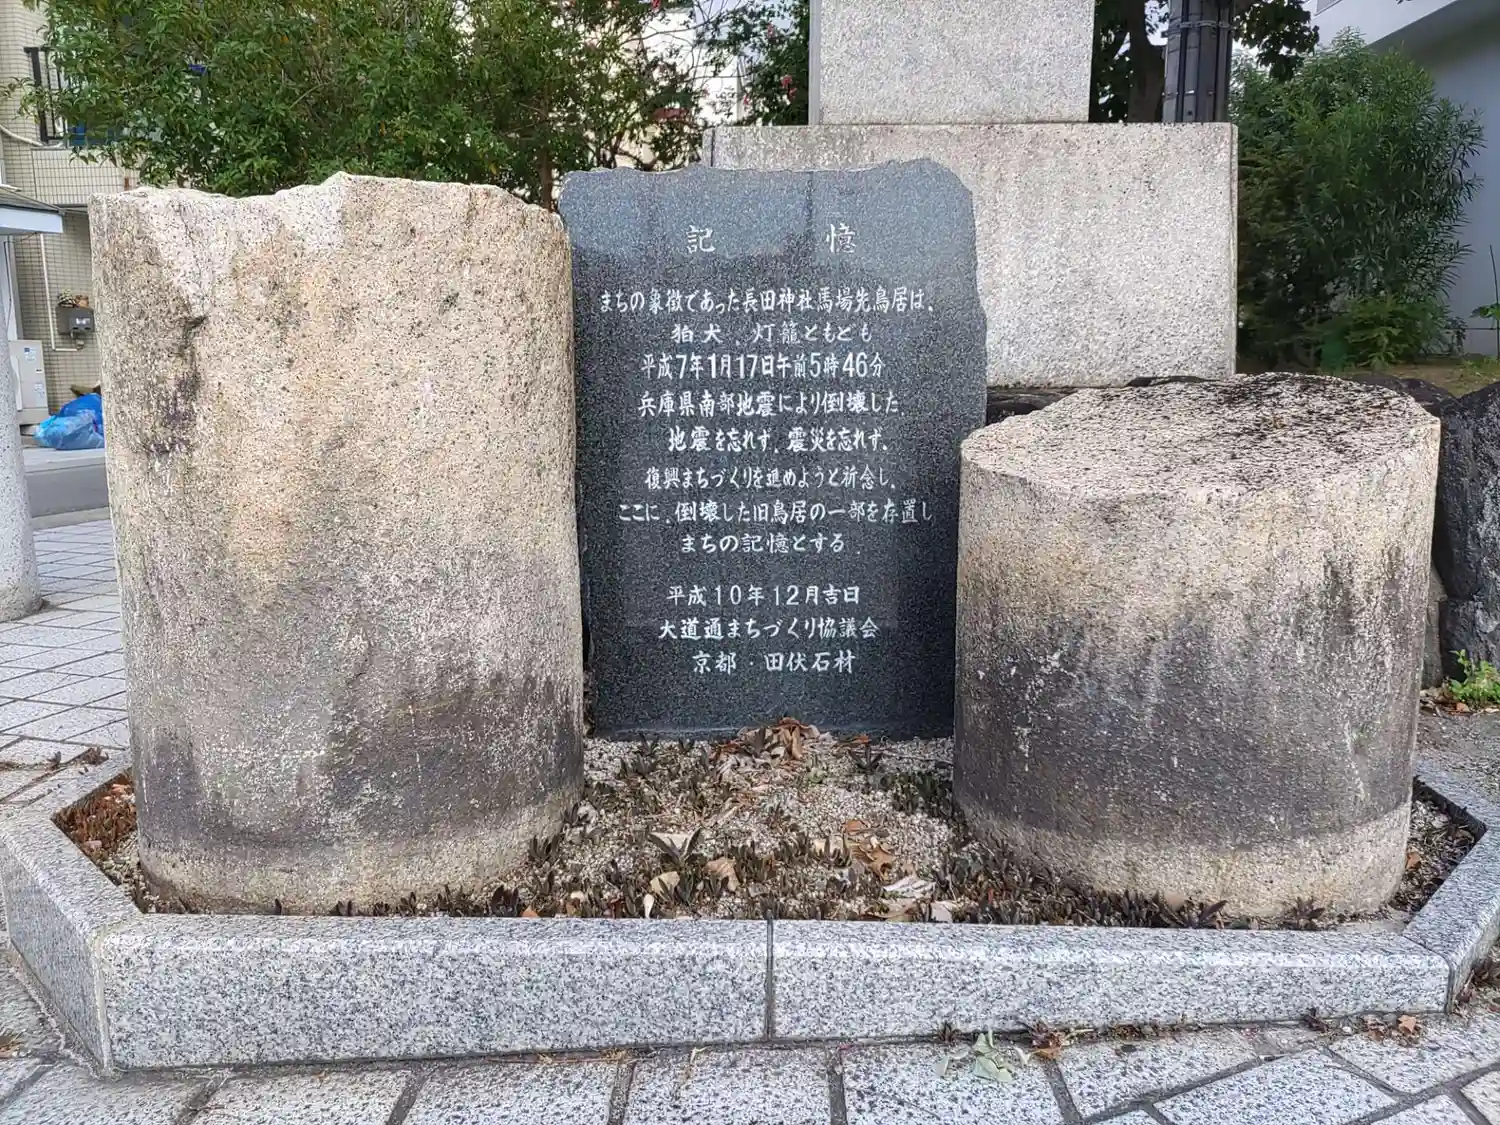 記憶
まちの象徴であった長田神社馬場先鳥居は、
狛犬 灯籠ともども
平成7年1月17日午前5時46分
兵庫県南部地震により倒壊した、
地震を忘れず、震災を忘れず、
復興まちづくりを進めようと祈念し、
ここに、倒壊した旧鳥居の一部を存置し
まちの記憶とする、
平成10年12月吉日
大道通まちづくり協議会
京都・田伏石材